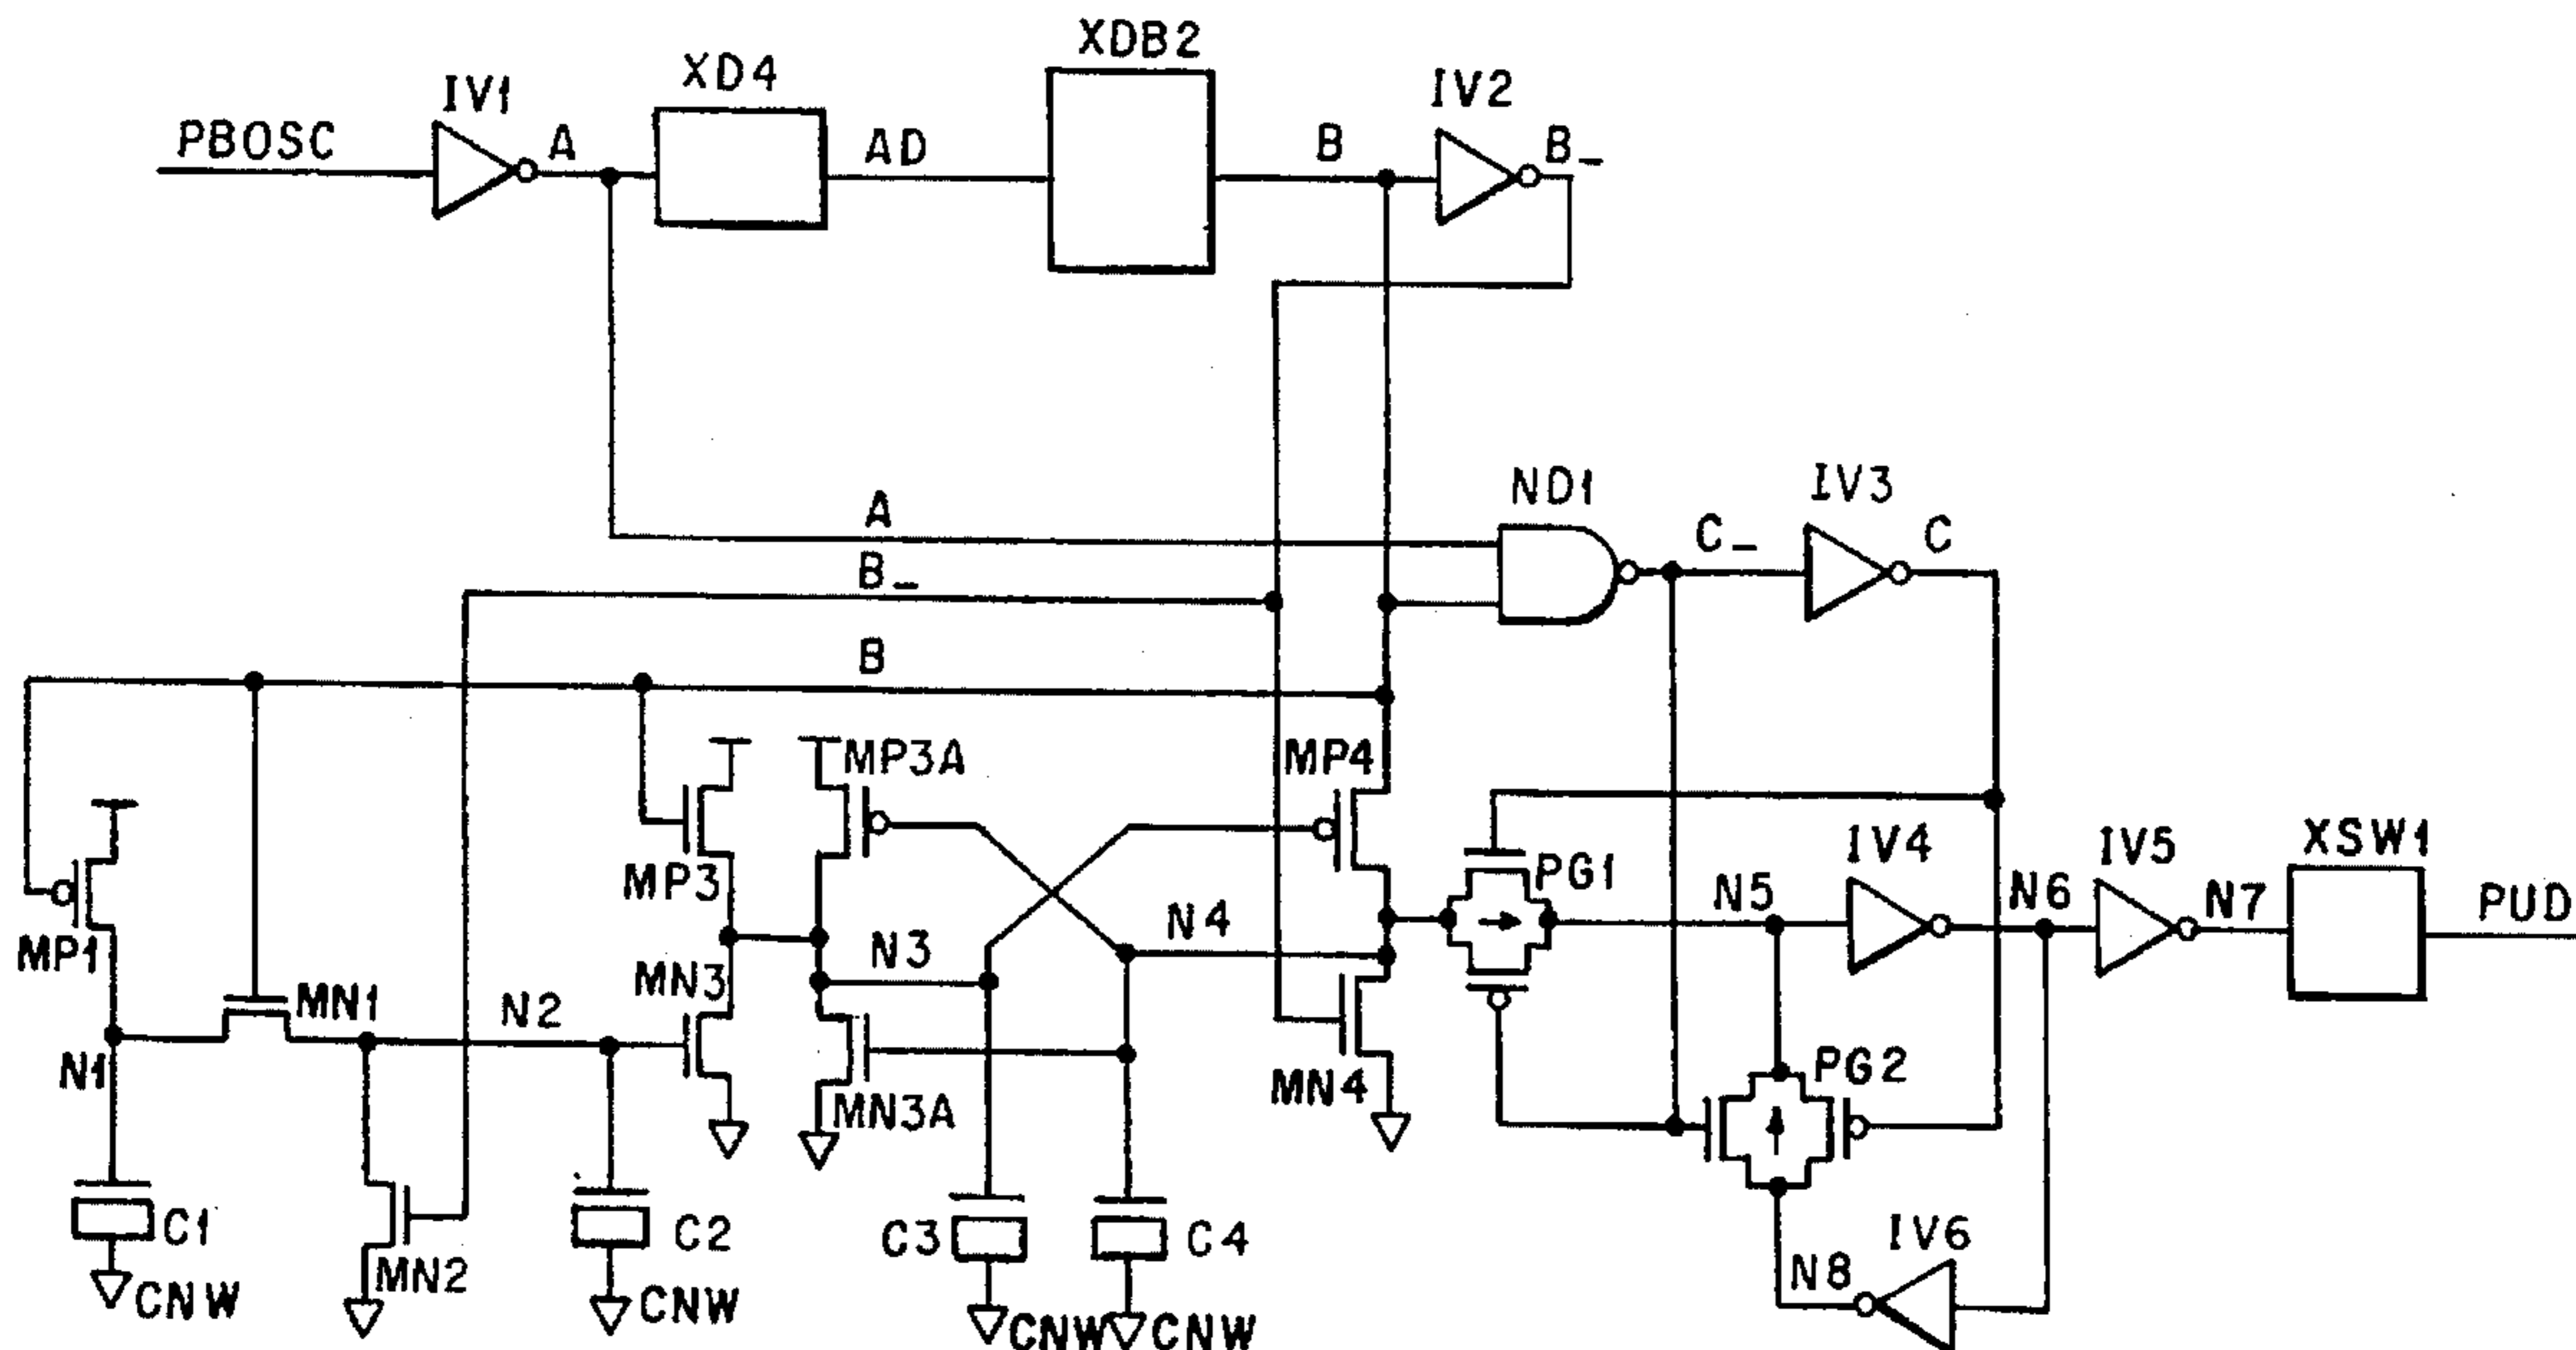 XDB2
XD4
IV1
IV2
PBOSC
A
AD
B
B_
ND1
IV3
A
C_
C
B_
B
MP3A
MP4
IV4
IV5
XSW1
MP3
PG1
N5
N6
N7
PUD
MP1
N3
N4
MN3
MN1
N2
N1
PG2
MN4
MN3A
C1
C2
C3
C4
IV6
MN2
N8
CNW
CNW
CNW
CNW